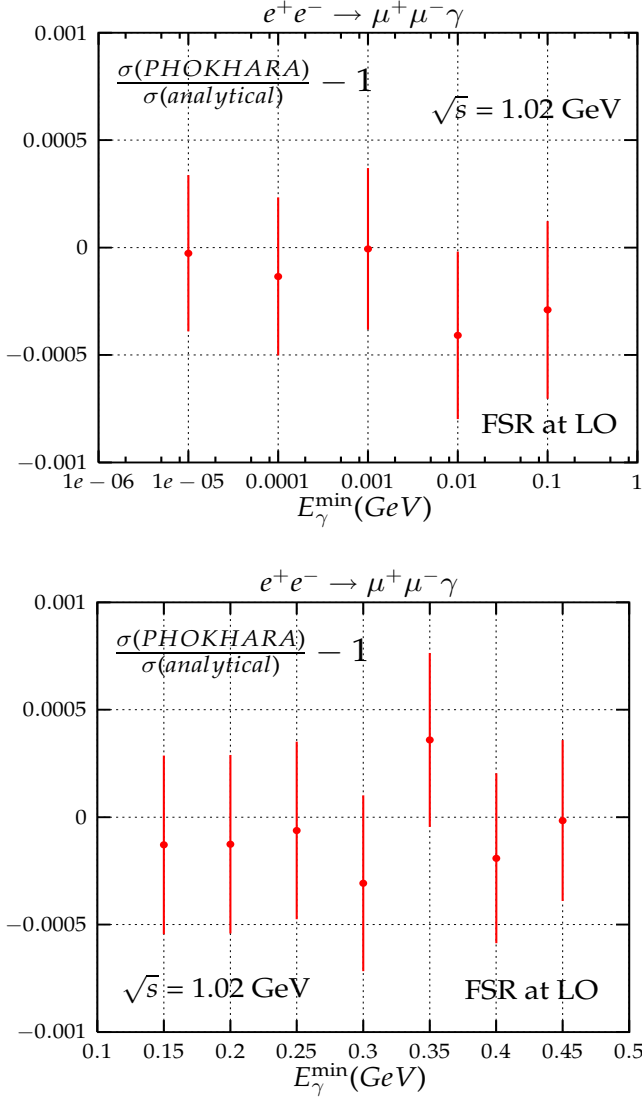 e⁺e⁻ → μ⁺μ⁻γ
0.001
σ(PHOKHARA)/σ(analytical) − 1
√s = 1.02 GeV
0.0005
0
−0.0005
FSR at LO
−0.001
1e − 06 1e − 05 0.0001 0.001 0.01 0.1 1
E_γ^min(GeV)
e⁺e⁻ → μ⁺μ⁻γ
0.001
σ(PHOKHARA)/σ(analytical) − 1
0.0005
0
−0.0005
√s = 1.02 GeV FSR at LO
−0.001
0.1 0.15 0.2 0.25 0.3 0.35 0.4 0.45 0.5
E_γ^min(GeV)